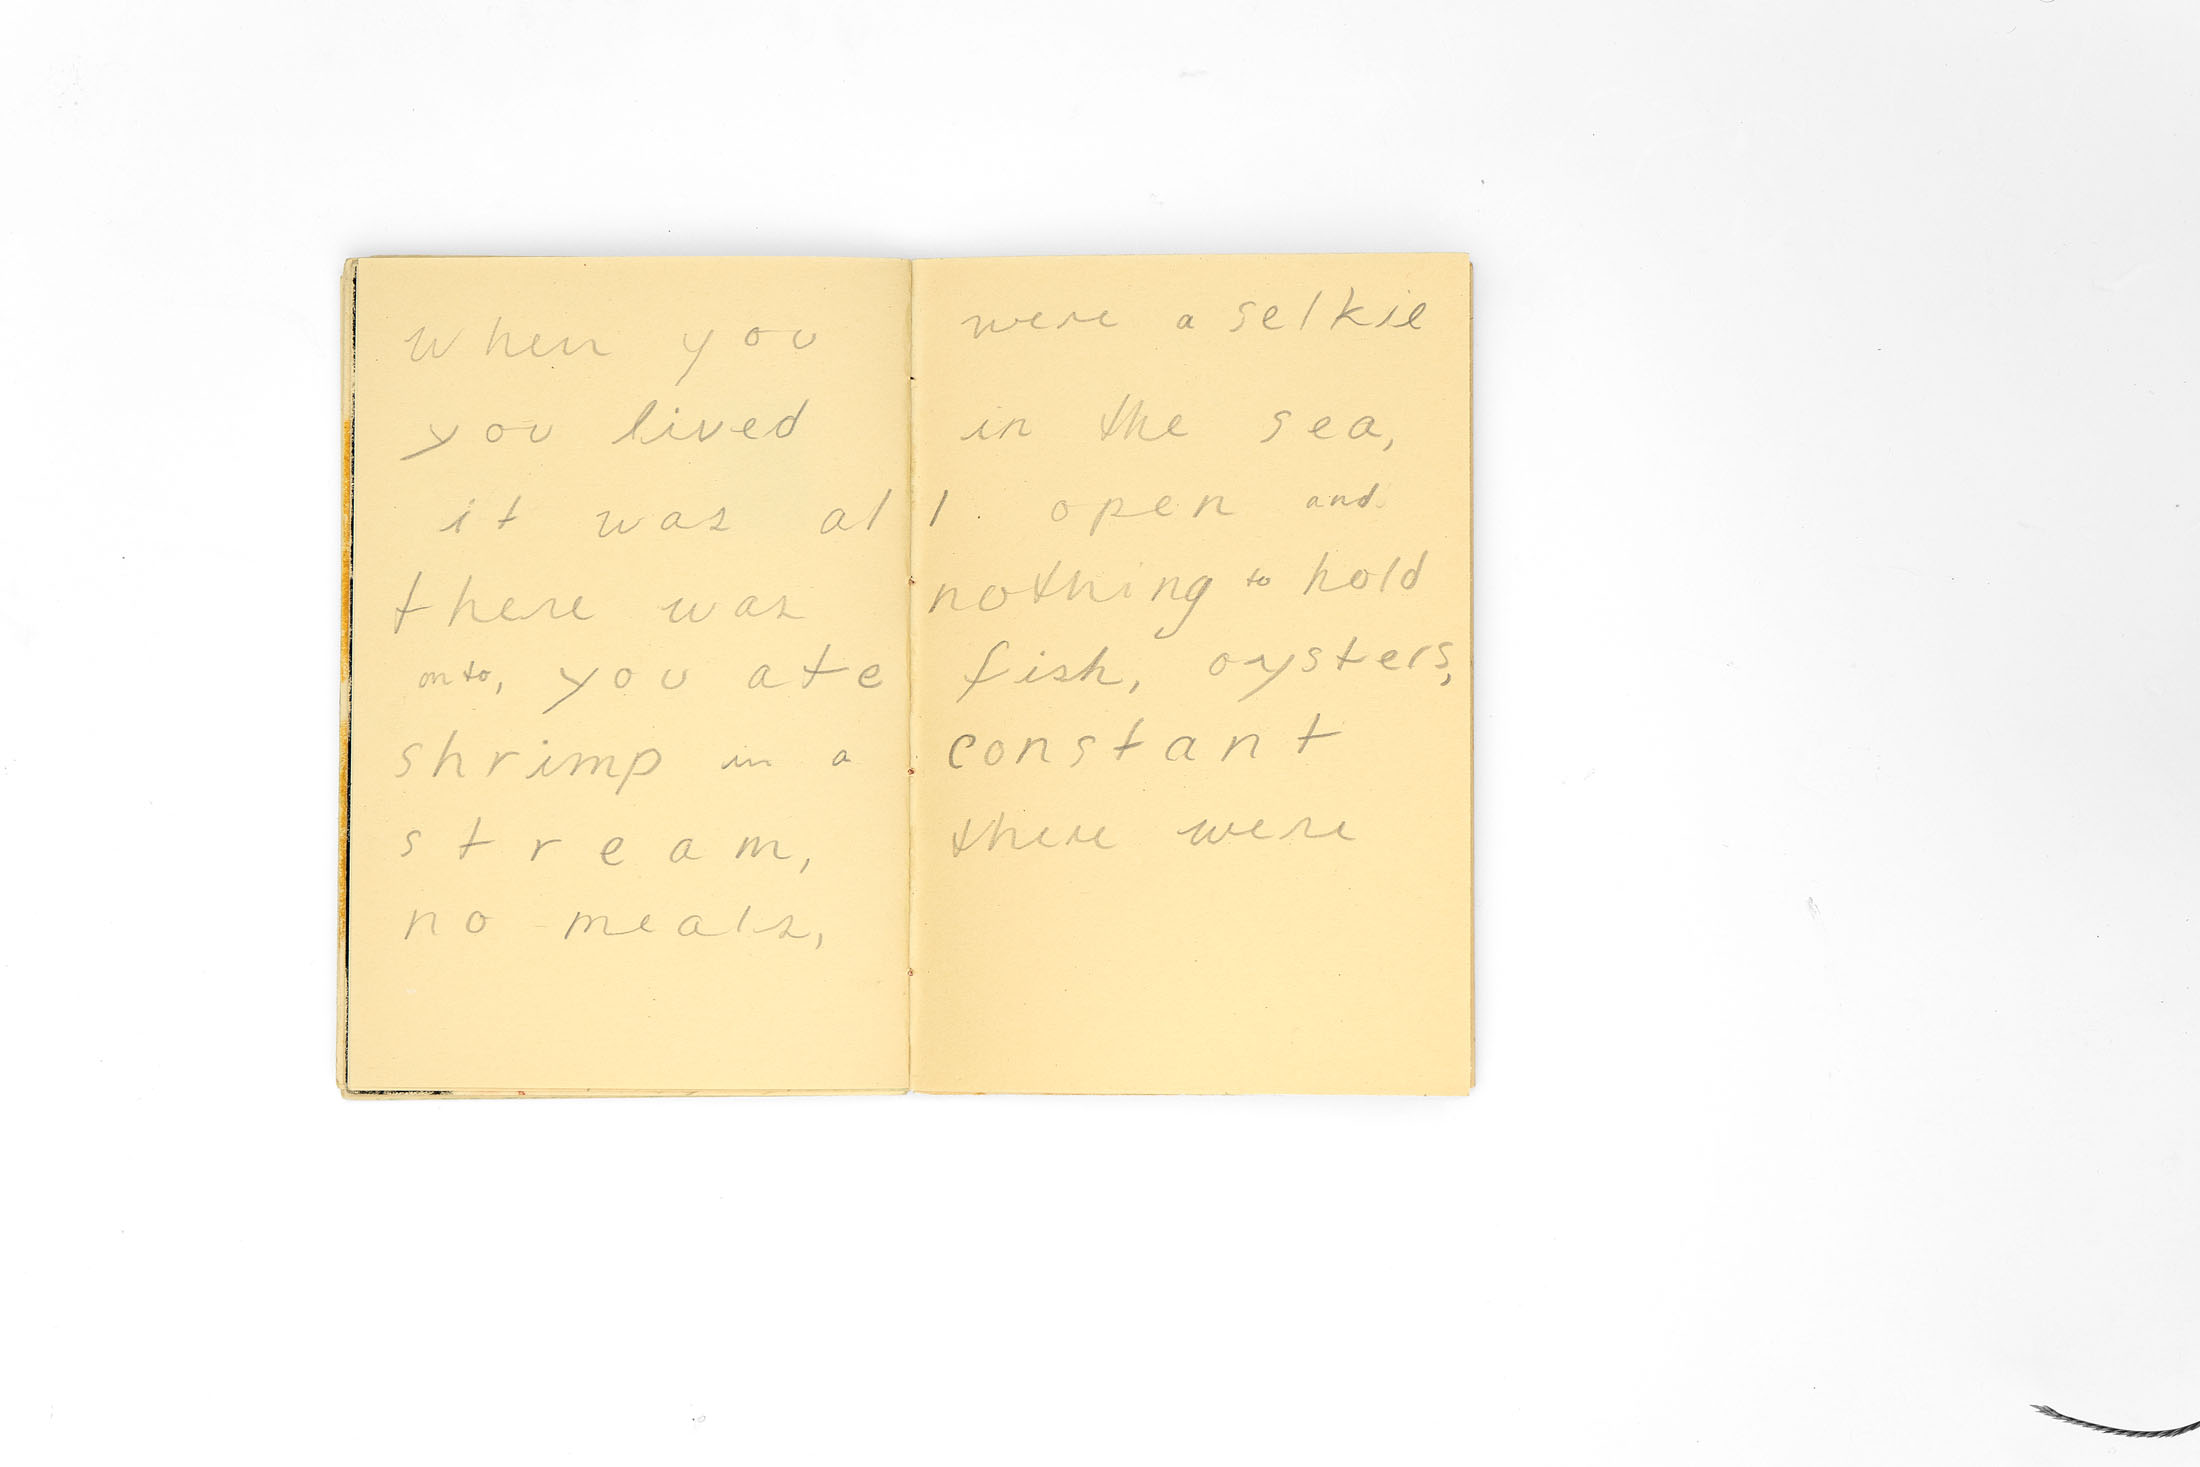 when you were a selkie
you lived in the sea,
it was all open and
there was nothing to hold
onto, you ate fish, oysters,
shrimp in a constant
stream, there were
no meals,